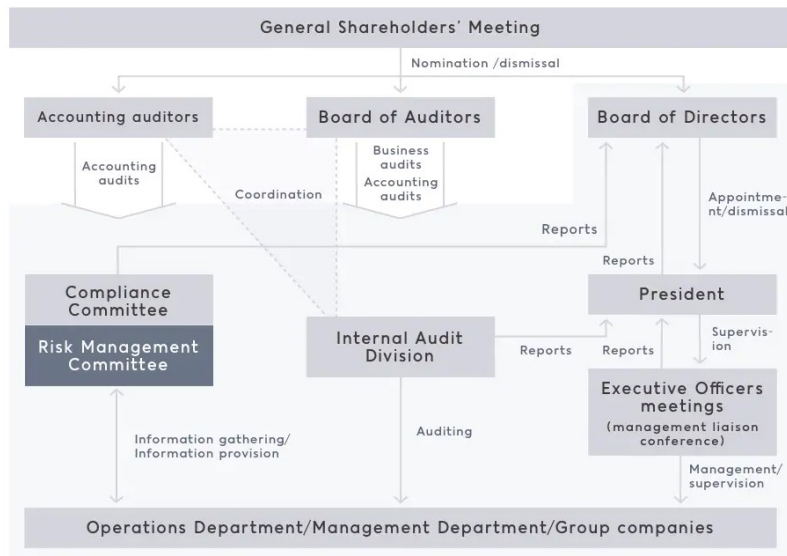 General Shareholders' Meeting
Nomination /dismissal
Accounting auditors
Board of Auditors
Board of Directors
Accounting
audits
Business
audits
Accounting
audits
Coordination
Appointme-
nt/dismissal
Reports
Reports
Compliance
Committee
Risk Management
Committee
President
Internal Audit
Division
Supervis-
ion
Reports
Reports
Executive Officers
meetings
(management liaison
conference)
Information gathering/
Information provision
Auditing
Management/
supervision
Operations Department/Management Department/Group companies